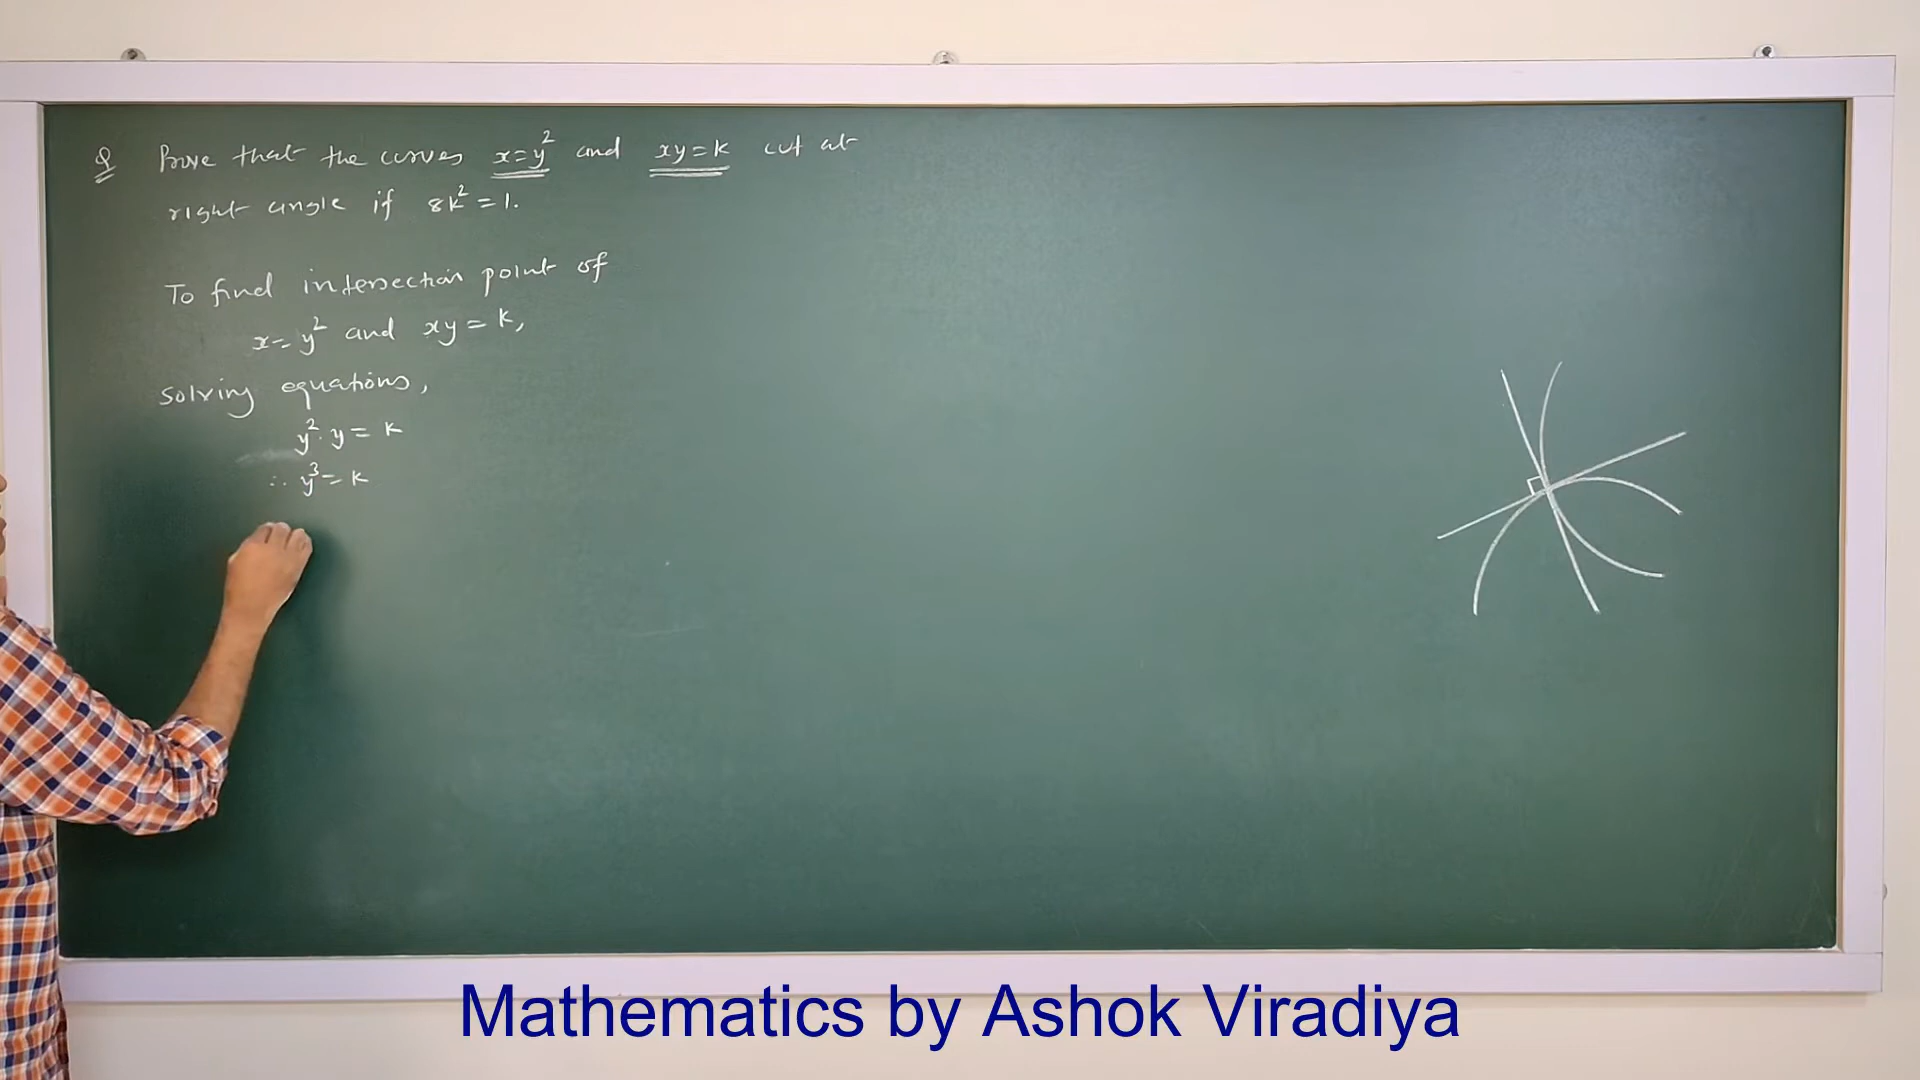 Q Prove that the curves x=y² and xy=k cut at
right angle if 8k²=1.
To find intersection point of
x=y² and xy=k,
solving equations,
y²·y=k
∴ y³=k
Mathematics by Ashok Viradiya